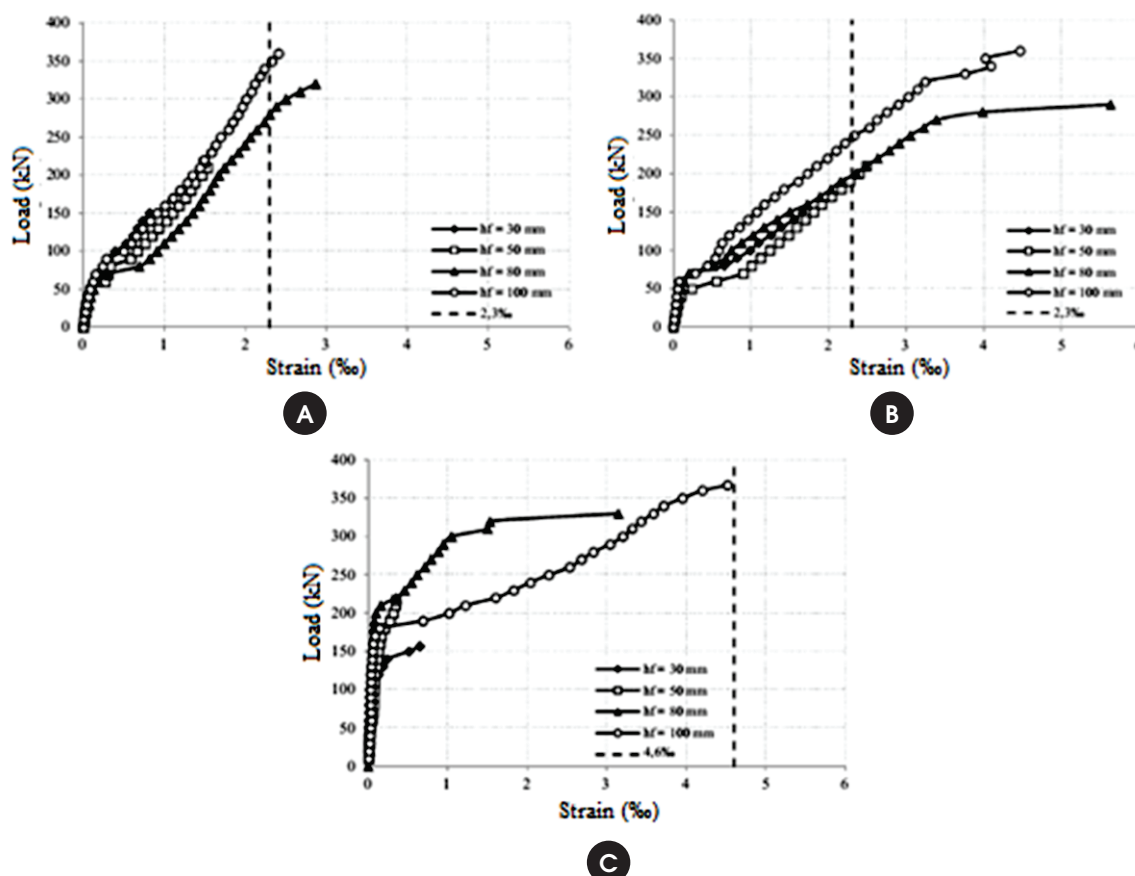 400
350
300
250
200
150
100
50
0
Load (kN)
hf = 30 mm
hf = 50 mm
hf = 80 mm
hf = 100 mm
2,3‰
0 1 2 3 4 5 6
Strain (‰)
A
400
350
300
250
200
150
100
50
0
Load (kN)
hf = 30 mm
hf = 50 mm
hf = 80 mm
hf = 100 mm
2,3‰
0 1 2 3 4 5 6
Strain (‰)
B
400
350
300
250
200
150
100
50
0
Load (kN)
hf = 30 mm
hf = 50 mm
hf = 80 mm
hf = 100 mm
4,6‰
0 1 2 3 4 5 6
Strain (‰)
C